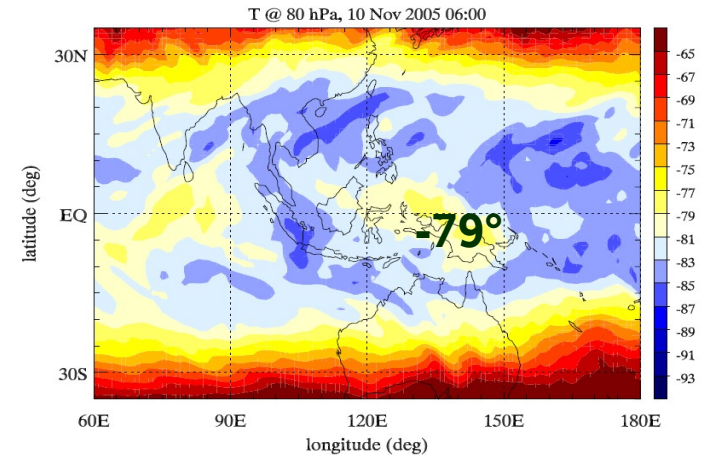 T @ 80 hPa, 10 Nov 2005 06:00
30N
EQ
30S
latitude (deg)
-79°
60E 90E 120E 150E 180E
longitude (deg)
-65
-67
-69
-71
-73
-75
-77
-79
-81
-83
-85
-87
-89
-91
-93